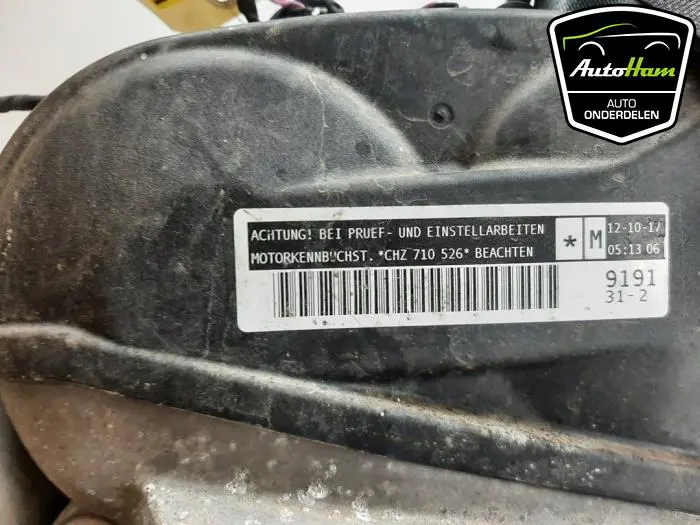 AutoHam
AUTO
ONDERDELEN
ACHTUNG! BEI PRUEF- UND EINSTELLARBEITEN
MOTORKENNBUCHST. *CHZ 710 526* BEACHTEN
*
M
12-10-17
05:13 06
9191
31-2